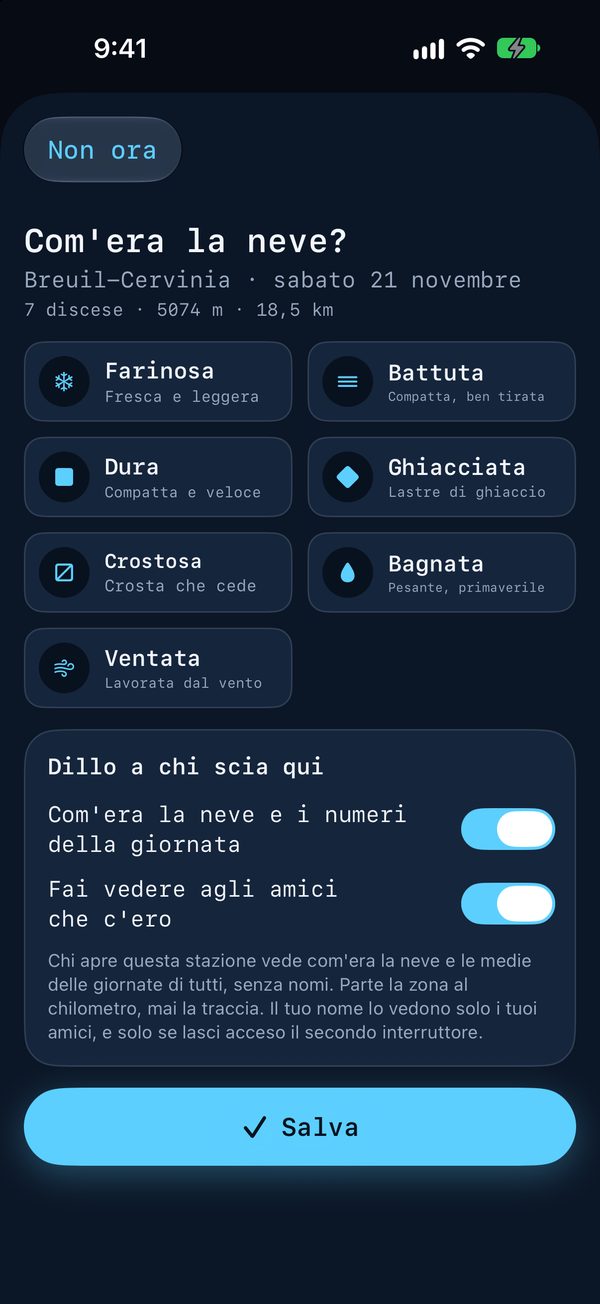 9:41
Non ora
Com'era la neve?
Breuil–Cervinia · sabato 21 novembre
7 discese · 5074 m · 18,5 km
Farinosa
Fresca e leggera
Battuta
Compatta, ben tirata
Dura
Compatta e veloce
Ghiacciata
Lastre di ghiaccio
Crostosa
Crosta che cede
Bagnata
Pesante, primaverile
Ventata
Lavorata dal vento
Dillo a chi scia qui
Com'era la neve e i numeri
della giornata
Fai vedere agli amici
che c'ero
Chi apre questa stazione vede com'era la neve e le medie
delle giornate di tutti, senza nomi. Parte la zona al
chilometro, mai la traccia. Il tuo nome lo vedono solo i tuoi
amici, e solo se lasci acceso il secondo interruttore.
Salva